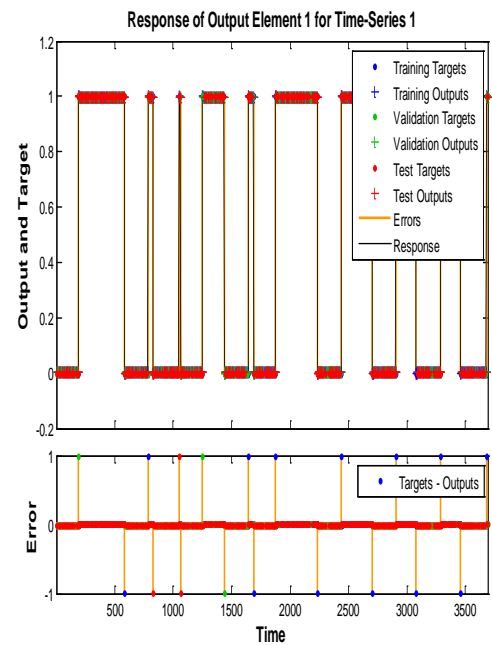 Response of Output Element 1 for Time-Series 1
Output and Target
1.2
1
0.8
0.6
0.4
0.2
0
-0.2
Training Targets
Training Outputs
Validation Targets
Validation Outputs
Test Targets
Test Outputs
Errors
Response
Error
1
0
-1
Targets - Outputs
500 1000 1500 2000 2500 3000 3500
Time